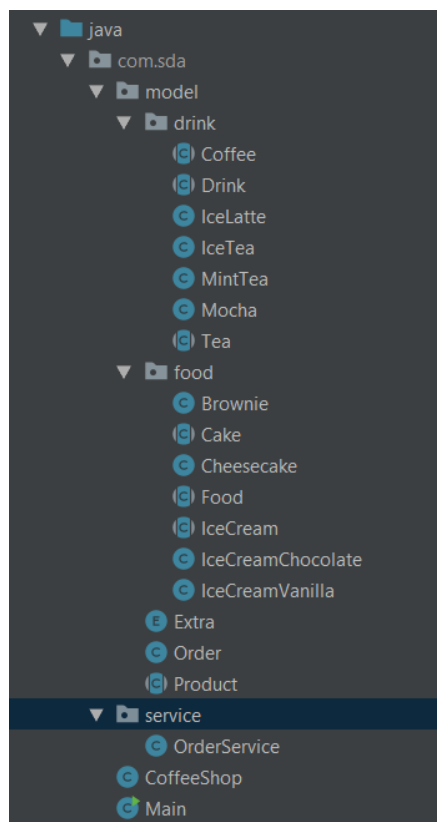 java
com.sda
model
drink
Coffee
Drink
IceLatte
IceTea
MintTea
Mocha
Tea
food
Brownie
Cake
Cheesecake
Food
IceCream
IceCreamChocolate
IceCreamVanilla
Extra
Order
Product
service
OrderService
CoffeeShop
Main